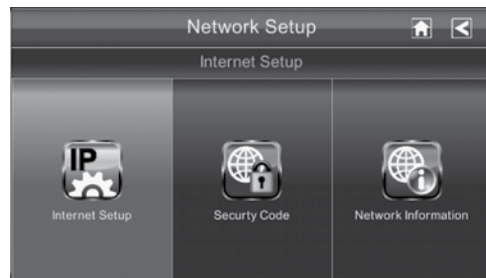 Network Setup
Internet Setup
IP
Internet Setup
Securty Code
Network Information